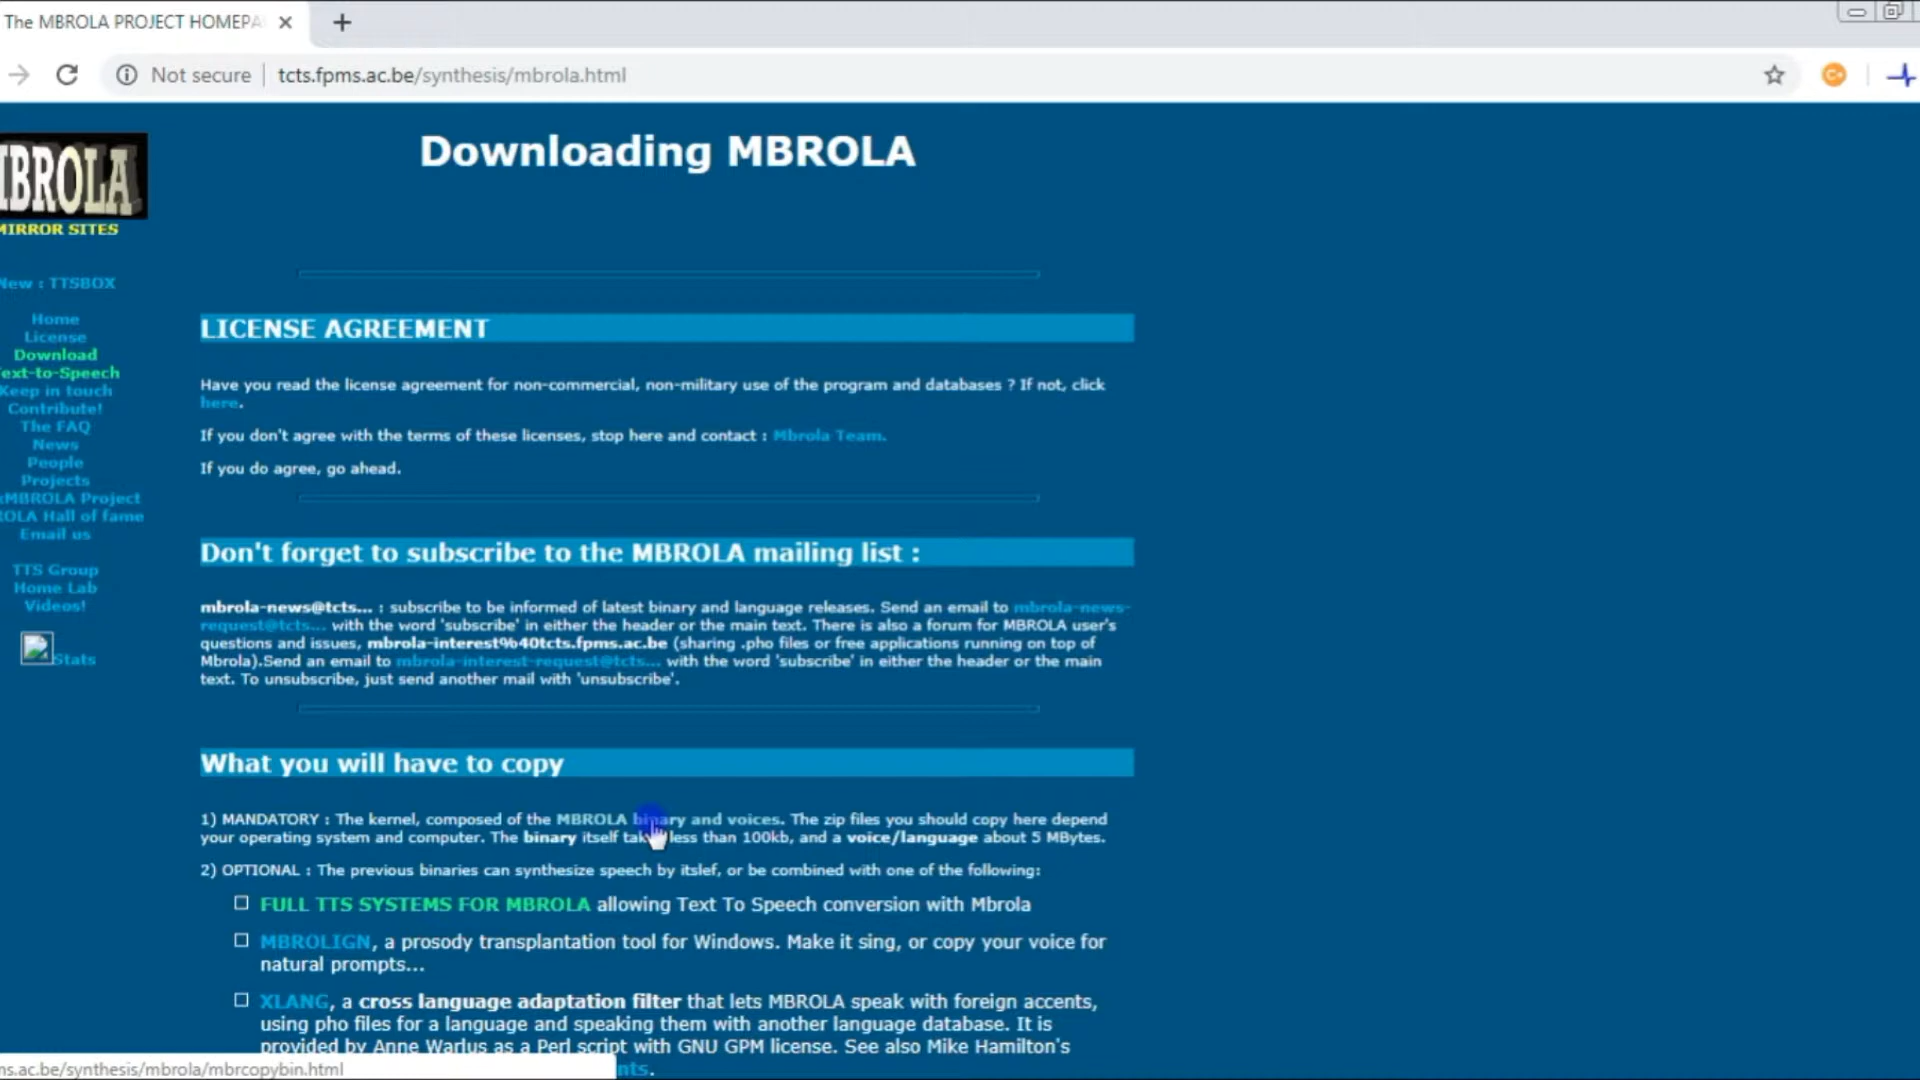 The MBROLA PROJECT HOMEPA
Not secure
tcts.fpms.ac.be/synthesis/mbrola.html
Downloading MBROLA
MBROLA
MIRROR SITES
New : TTSBOX
Home
License
Download
Text-to-Speech
Keep in touch
Contribute!
The FAQ
News
People
Projects
MBROLA Project
ROLA Hall of fame
Email us
TTS Group
Home Lab
Videos!
Stats
LICENSE AGREEMENT
Have you read the license agreement for non-commercial, non-military use of the program and databases ? If not, click
here.
If you don't agree with the terms of these licenses, stop here and contact : Mbrola Team.
If you do agree, go ahead.
Don't forget to subscribe to the MBROLA mailing list :
mbrola-news@tcts... : subscribe to be informed of latest binary and language releases. Send an email to mbrola-news-
request@tcts... with the word 'subscribe' in either the header or the main text. There is also a forum for MBROLA user's
questions and issues, mbrola-interest%40tcts.fpms.ac.be (sharing .pho files or free applications running on top of
Mbrola).Send an email to mbrola-interest-request@tcts... with the word 'subscribe' in either the header or the main
text. To unsubscribe, just send another mail with 'unsubscribe'.
What you will have to copy
1) MANDATORY : The kernel, composed of the MBROLA binary and voices. The zip files you should copy here depend
your operating system and computer. The binary itself takes less than 100kb, and a voice/language about 5 MBytes.
2) OPTIONAL : The previous binaries can synthesize speech by itslef, or be combined with one of the following:
FULL TTS SYSTEMS FOR MBROLA allowing Text To Speech conversion with Mbrola
MBROLIGN, a prosody transplantation tool for Windows. Make it sing, or copy your voice for
natural prompts...
XLANG, a cross language adaptation filter that lets MBROLA speak with foreign accents,
using pho files for a language and speaking them with another language database. It is
provided by Anne Warlus as a Perl script with GNU GPM license. See also Mike Hamilton's
nts.
ms.ac.be/synthesis/mbrola/mbrcopybin.html